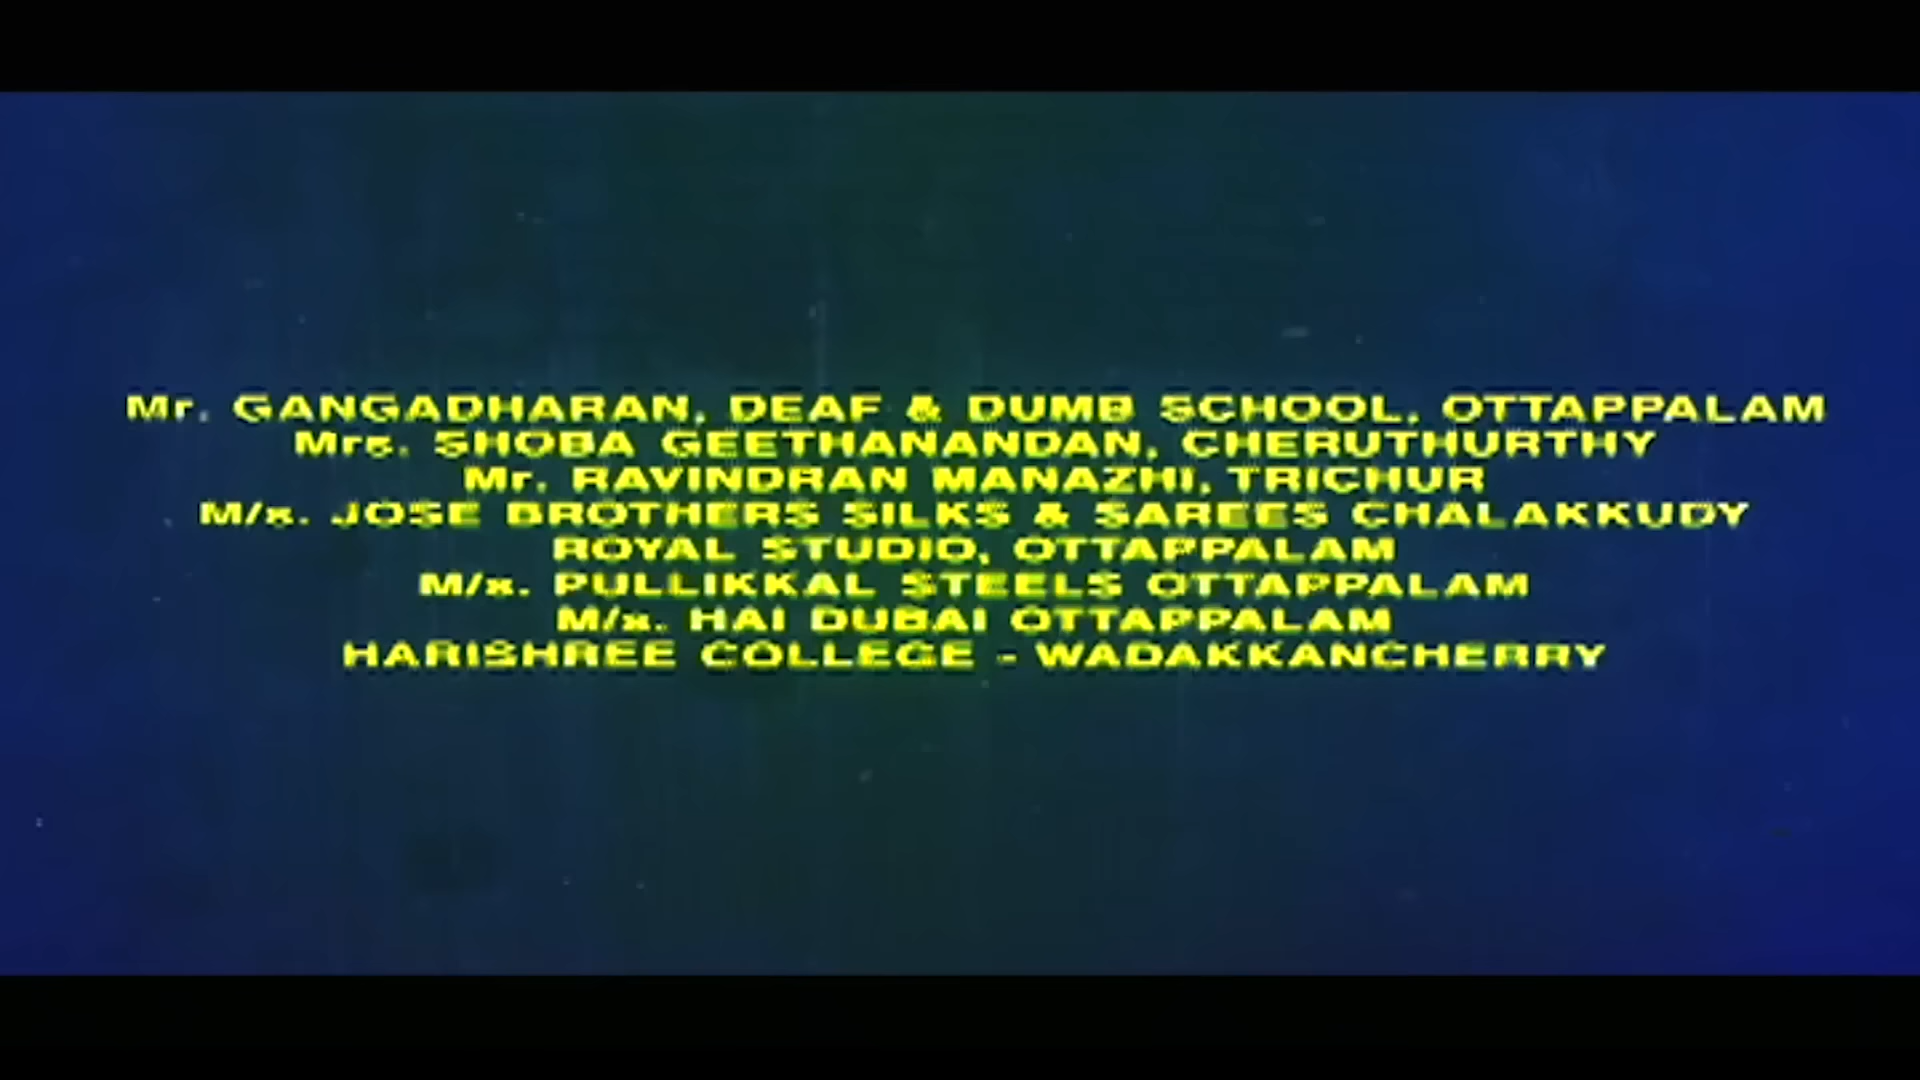 Mr. GANGADHARAN, DEAF & DUMB SCHOOL, OTTAPPALAM
Mrs. SHOBA GEETHANANDAN, CHERUTHURTHY
Mr. RAVINDRAN MANAZHI, TRICHUR
M/s. JOSE BROTHERS SILKS & SAREES CHALAKKUDY
ROYAL STUDIO, OTTAPPALAM
M/s. PULLIKKAL STEELS OTTAPPALAM
M/s. HAI DUBAI OTTAPPALAM
HARISHREE COLLEGE - WADAKKANCHERRY